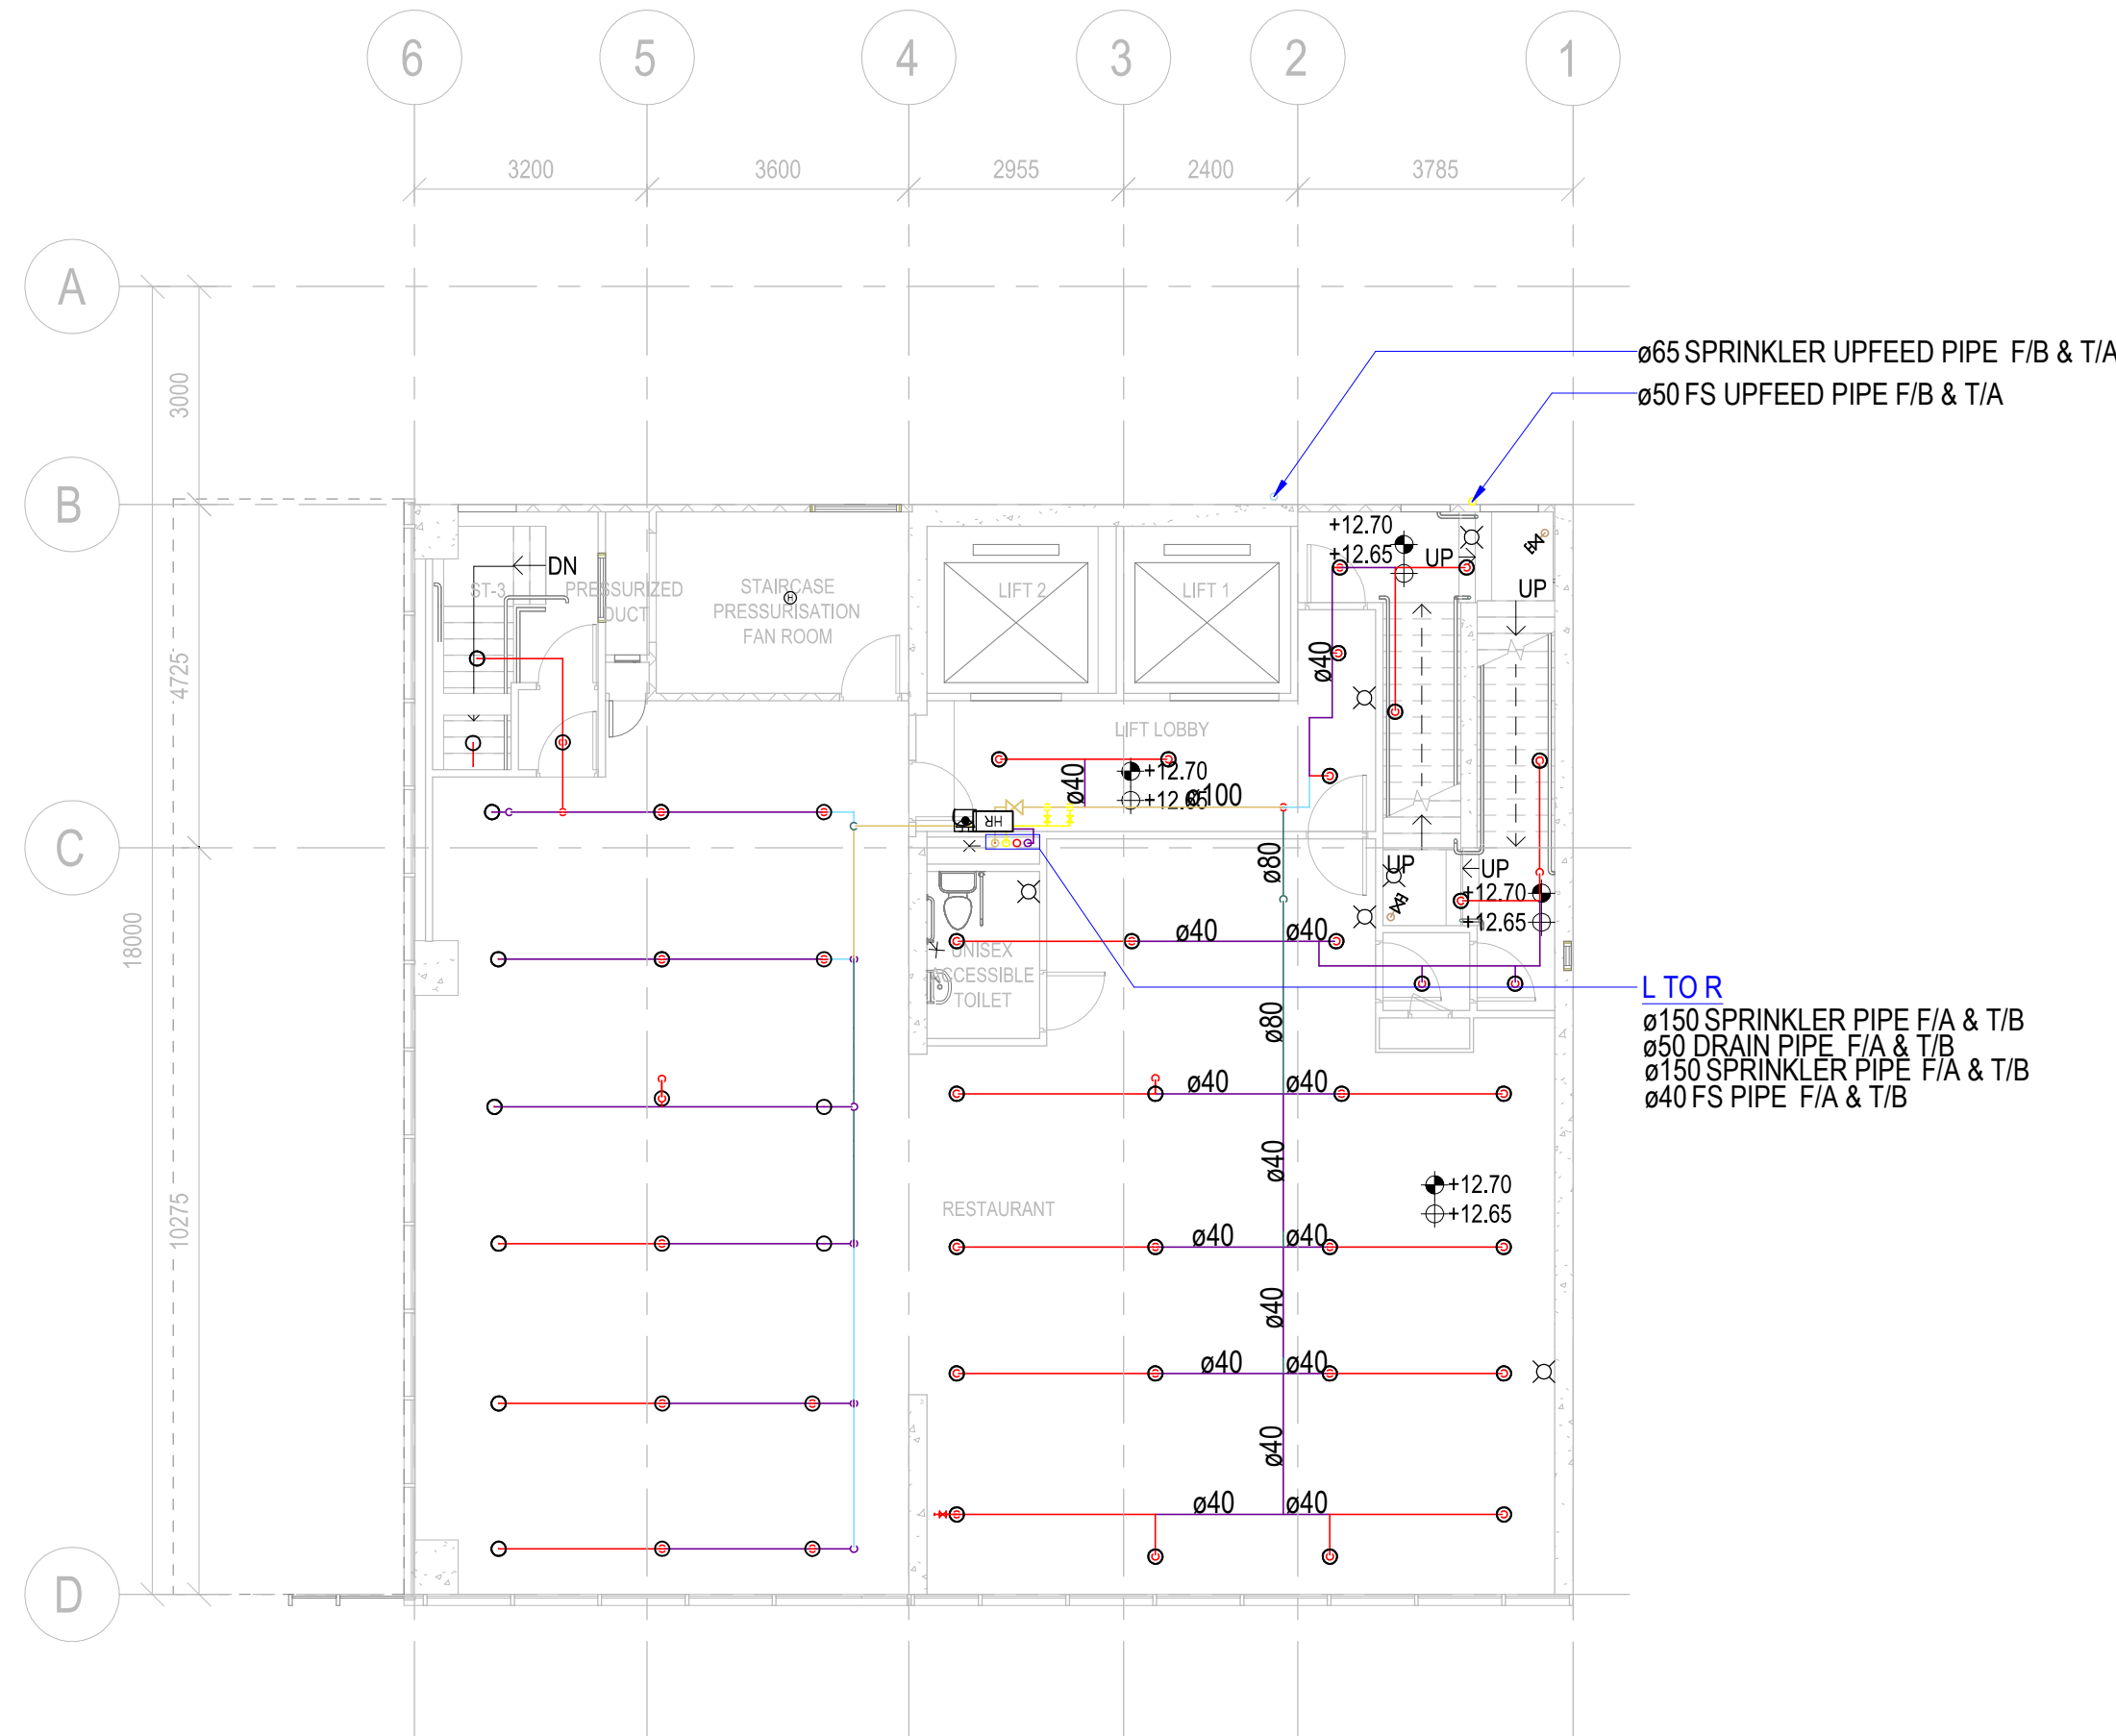 6 5 4 3 2 1
3200 3600 2955 2400 3785
A
ø65 SPRINKLER UPFEED PIPE F/B & T/A
3000
ø50 FS UPFEED PIPE F/B & T/A
B
+12.70
+12.65
UP
DN
ST-3
PRESSURIZED
DUCT
STAIRCASE
PRESSURISATION
FAN ROOM
H
LIFT 2
LIFT 1
UP
4725
ø40
LIFT LOBBY
ø40
+12.70
+12.65
ø100
HR
C
ø80
UP
UP
+12.70
+12.65
18000
ø40 ø40
UNISEX
ACCESSIBLE
TOILET
L TO R
ø150 SPRINKLER PIPE F/A & T/B
ø50 DRAIN PIPE F/A & T/B
ø150 SPRINKLER PIPE F/A & T/B
ø40 FS PIPE F/A & T/B
ø80
ø40 ø40
ø40
+12.70
+12.65
10275
RESTAURANT
ø40 ø40
ø40
ø40 ø40
ø40
ø40 ø40
D